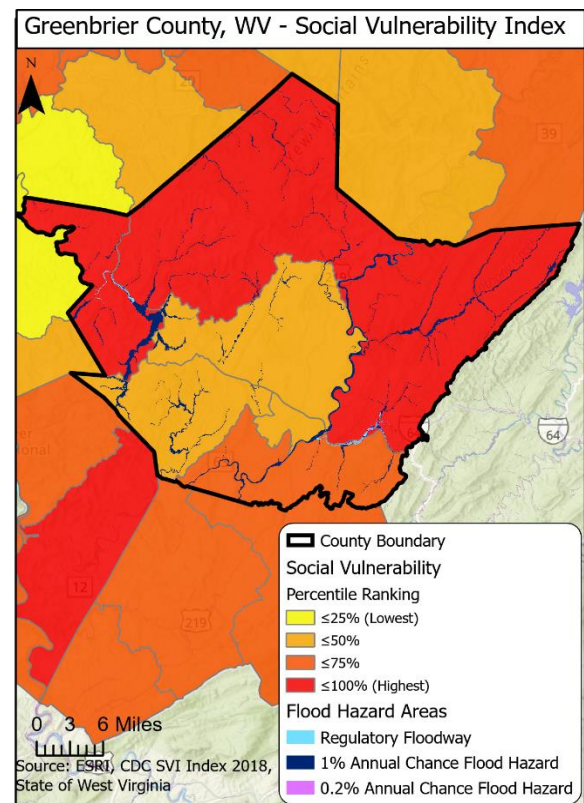 Greenbrier County, WV - Social Vulnerability Index
N
39
219
64
12
219
County Boundary
Social Vulnerability
Percentile Ranking
≤25% (Lowest)
≤50%
≤75%
≤100% (Highest)
Flood Hazard Areas
Regulatory Floodway
1% Annual Chance Flood Hazard
0.2% Annual Chance Flood Hazard
0 3 6 Miles
Source: ESRI, CDC SVI Index 2018,
State of West Virginia